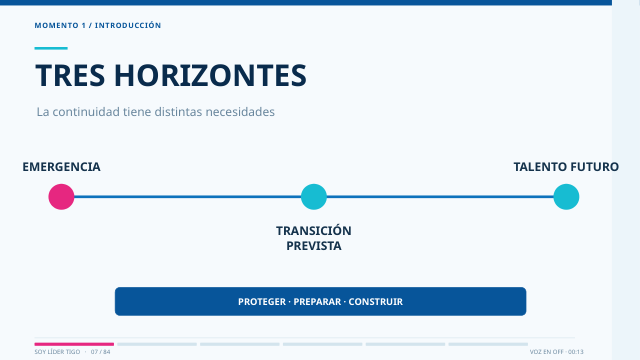 MOMENTO 1 / INTRODUCCIÓN
TRES HORIZONTES
La continuidad tiene distintas necesidades
EMERGENCIA
TALENTO FUTURO
TRANSICIÓN
PREVISTA
PROTEGER · PREPARAR · CONSTRUIR
SOY LÍDER TIGO · 07 / 84
VOZ EN OFF · 00:13